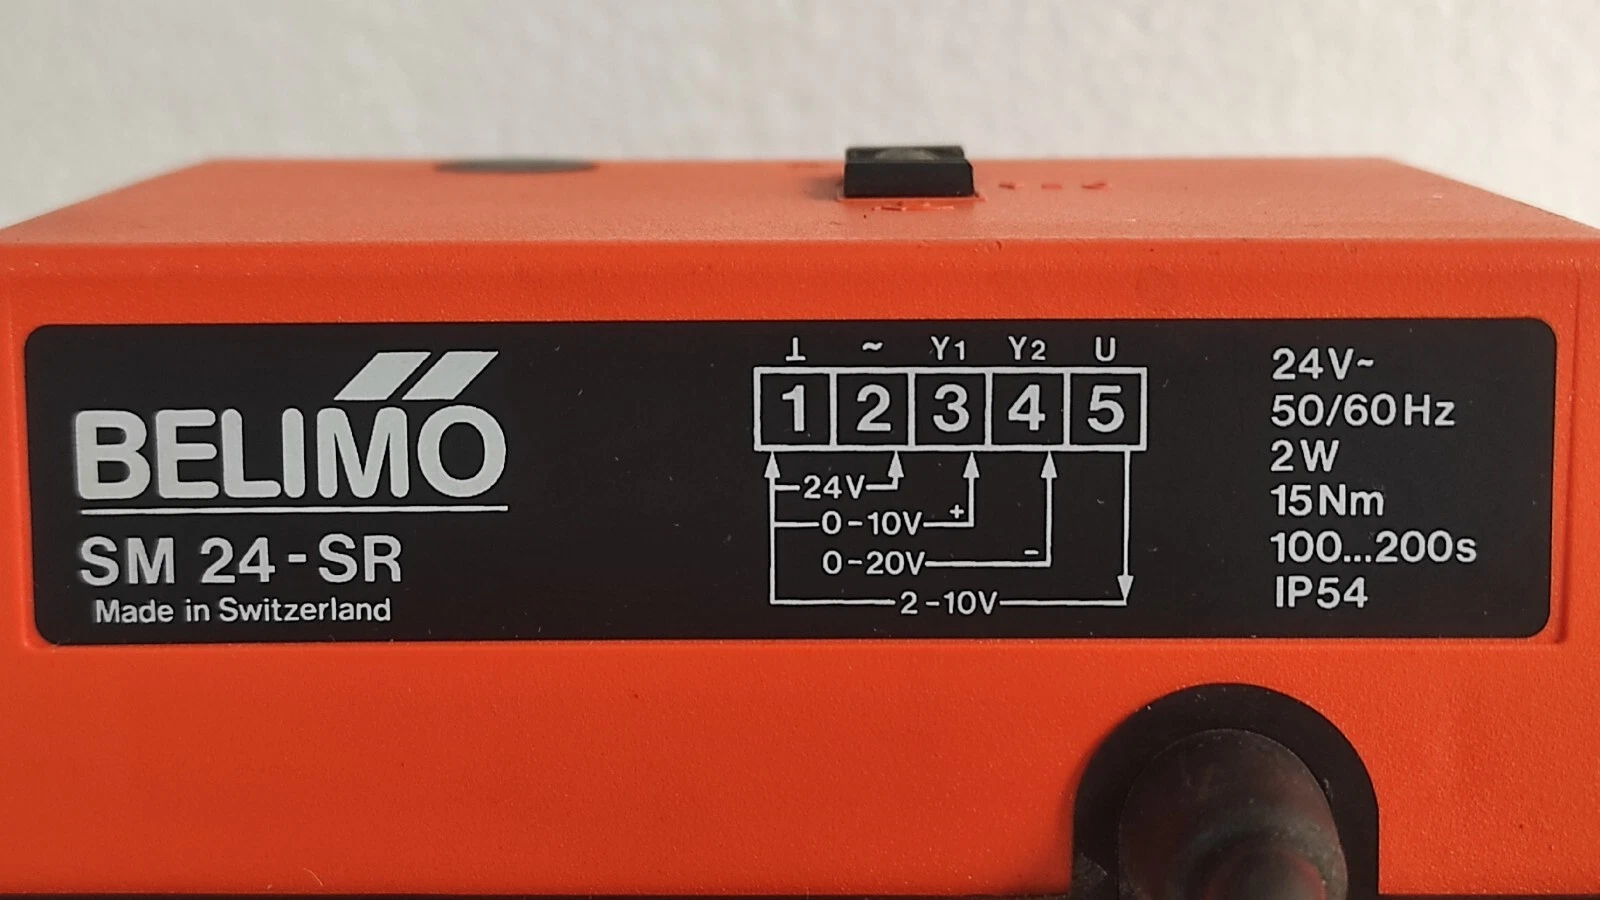 BELIMO
SM 24-SR
Made in Switzerland
⊥ ~ Y1 Y2 U
1 2 3 4 5
24V
0-10V +
0-20V -
2-10V
24V~
50/60Hz
2W
15Nm
100...200s
IP54